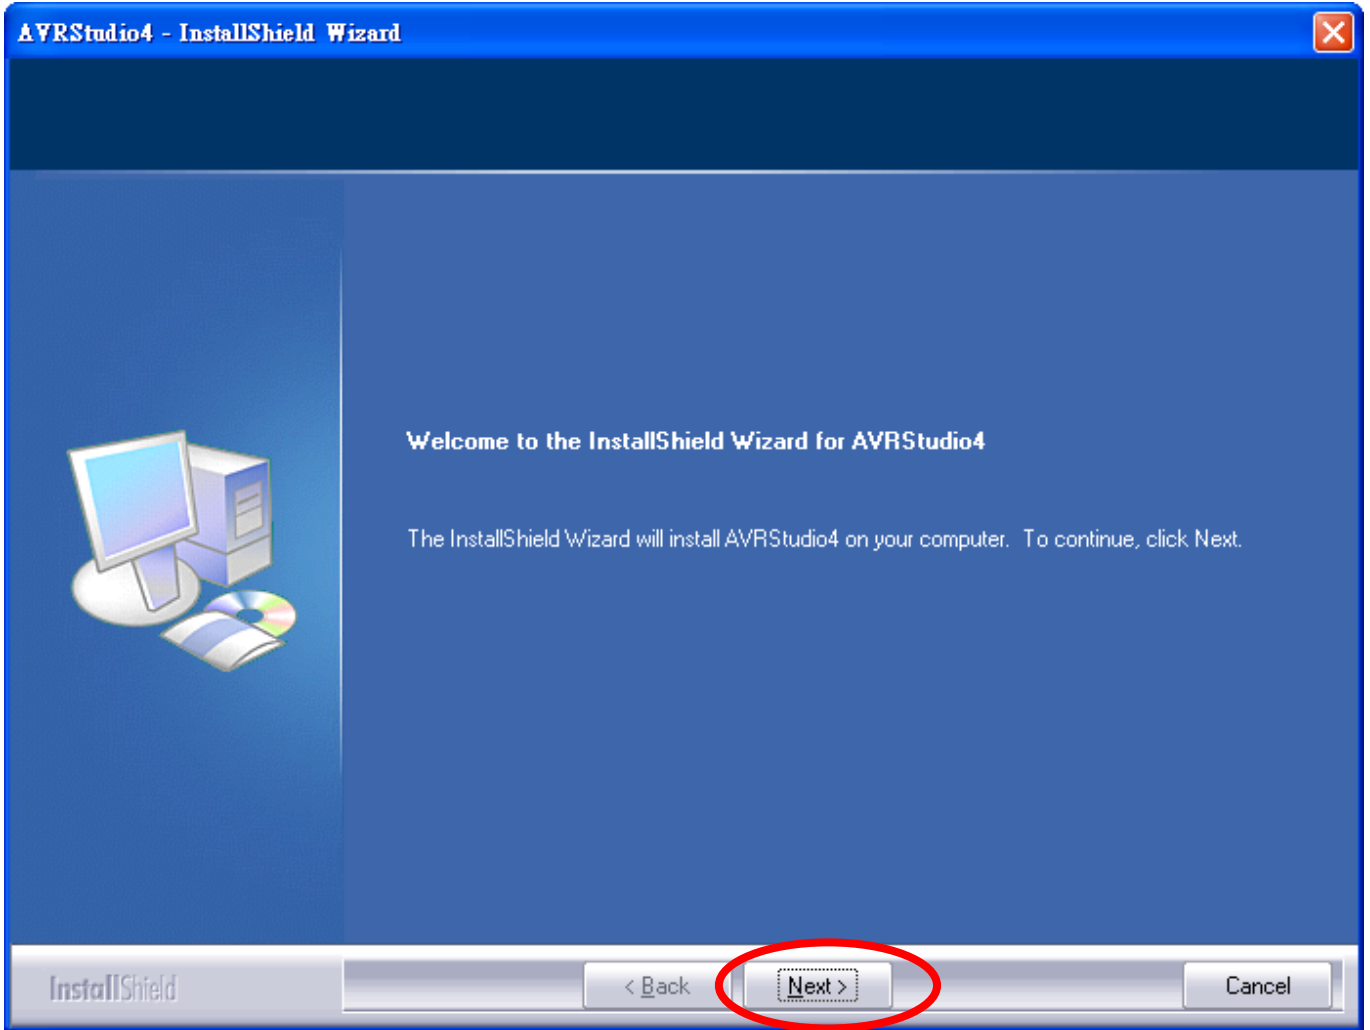 AVRStudio4 - InstallShield Wizard
Welcome to the InstallShield Wizard for AVRStudio4
The InstallShield Wizard will install AVRStudio4 on your computer.  To continue, click Next.
InstallShield
< Back
Next >
Cancel